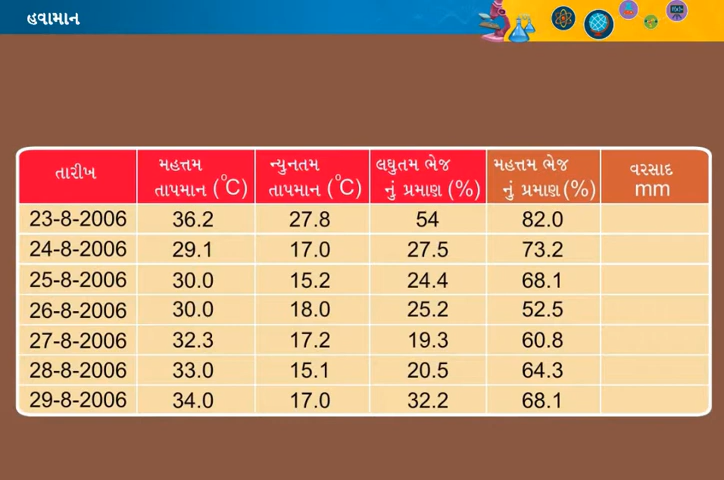 હવામાન
તારીખ મહત્તમ તાપમાન (°C) ન્યુનતમ તાપમાન (°C) લઘુતમ ભેજ નું પ્રમાણ (%) મહત્તમ ભેજ નું પ્રમાણ (%) વરસાદ mm
23-8-2006 36.2 27.8 54 82.0
24-8-2006 29.1 17.0 27.5 73.2
25-8-2006 30.0 15.2 24.4 68.1
26-8-2006 30.0 18.0 25.2 52.5
27-8-2006 32.3 17.2 19.3 60.8
28-8-2006 33.0 15.1 20.5 64.3
29-8-2006 34.0 17.0 32.2 68.1